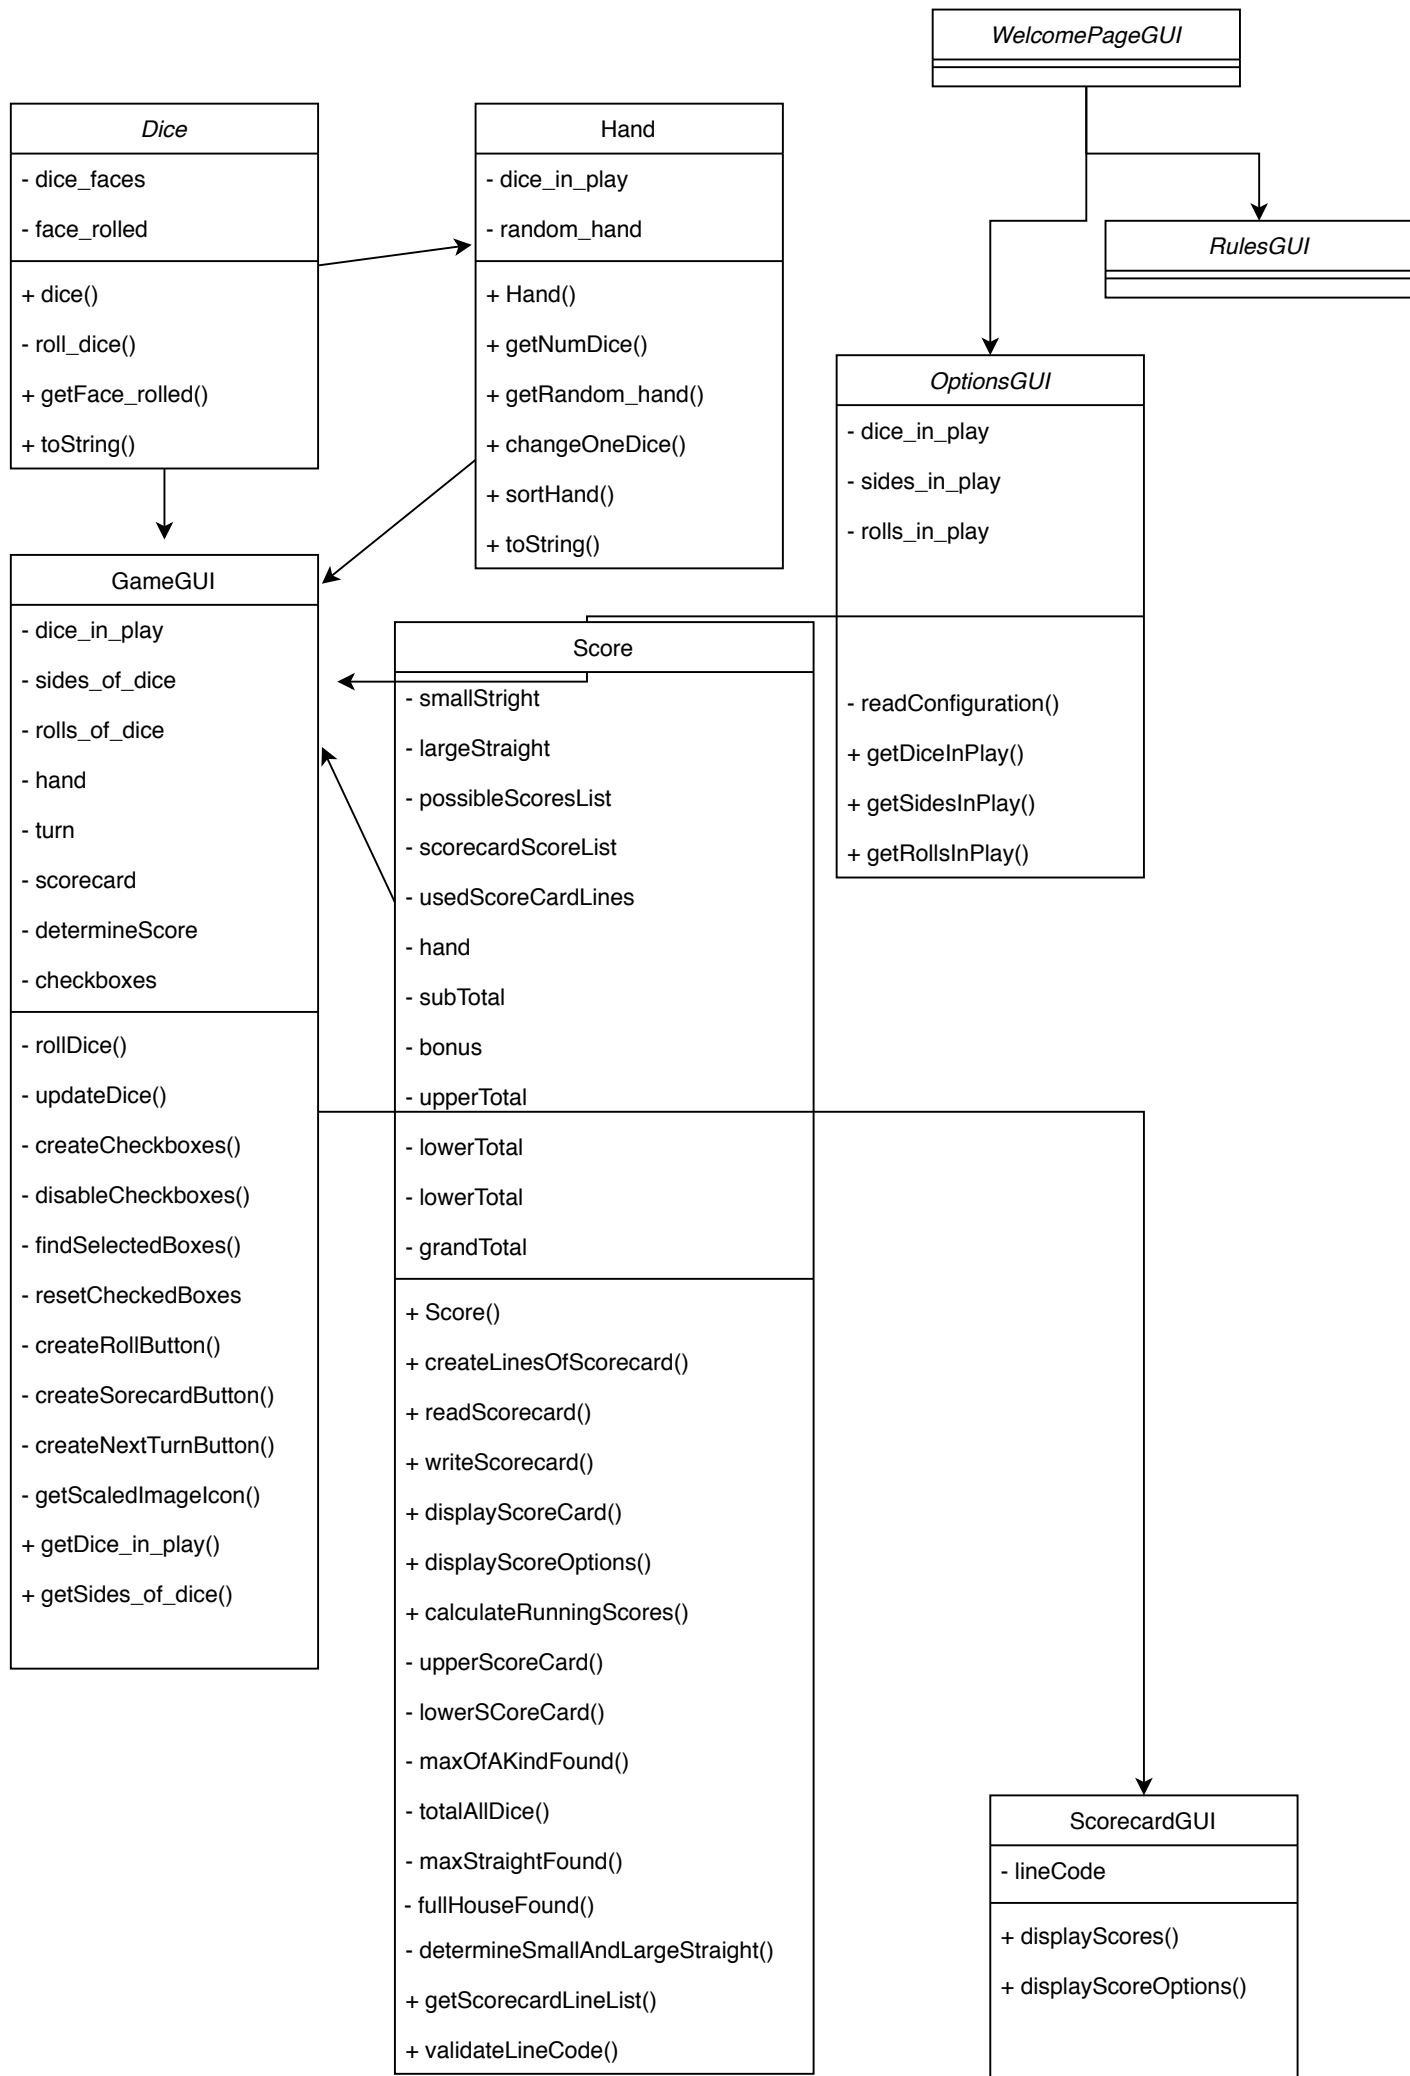 WelcomePageGUI
Dice
- dice_faces
- face_rolled
+ dice()
- roll_dice()
+ getFace_rolled()
+ toString()
Hand
- dice_in_play
- random_hand
+ Hand()
+ getNumDice()
+ getRandom_hand()
+ changeOneDice()
+ sortHand()
+ toString()
RulesGUI
OptionsGUI
- dice_in_play
- sides_in_play
- rolls_in_play
- readConfiguration()
+ getDiceInPlay()
+ getSidesInPlay()
+ getRollsInPlay()
GameGUI
- dice_in_play
- sides_of_dice
- rolls_of_dice
- hand
- turn
- scorecard
- determineScore
- checkboxes
- rollDice()
- updateDice()
- createCheckboxes()
- disableCheckboxes()
- findSelectedBoxes()
- resetCheckedBoxes
- createRollButton()
- createSorecardButton()
- createNextTurnButton()
- getScaledImageIcon()
+ getDice_in_play()
+ getSides_of_dice()
Score
- smallStright
- largeStraight
- possibleScoresList
- scorecardScoreList
- usedScoreCardLines
- hand
- subTotal
- bonus
- upperTotal
- lowerTotal
- lowerTotal
- grandTotal
+ Score()
+ createLinesOfScorecard()
+ readScorecard()
+ writeScorecard()
+ displayScoreCard()
+ displayScoreOptions()
+ calculateRunningScores()
- upperScoreCard()
- lowerSCoreCard()
- maxOfAKindFound()
- totalAllDice()
- maxStraightFound()
- fullHouseFound()
- determineSmallAndLargeStraight()
+ getScorecardLineList()
+ validateLineCode()
ScorecardGUI
- lineCode
+ displayScores()
+ displayScoreOptions()